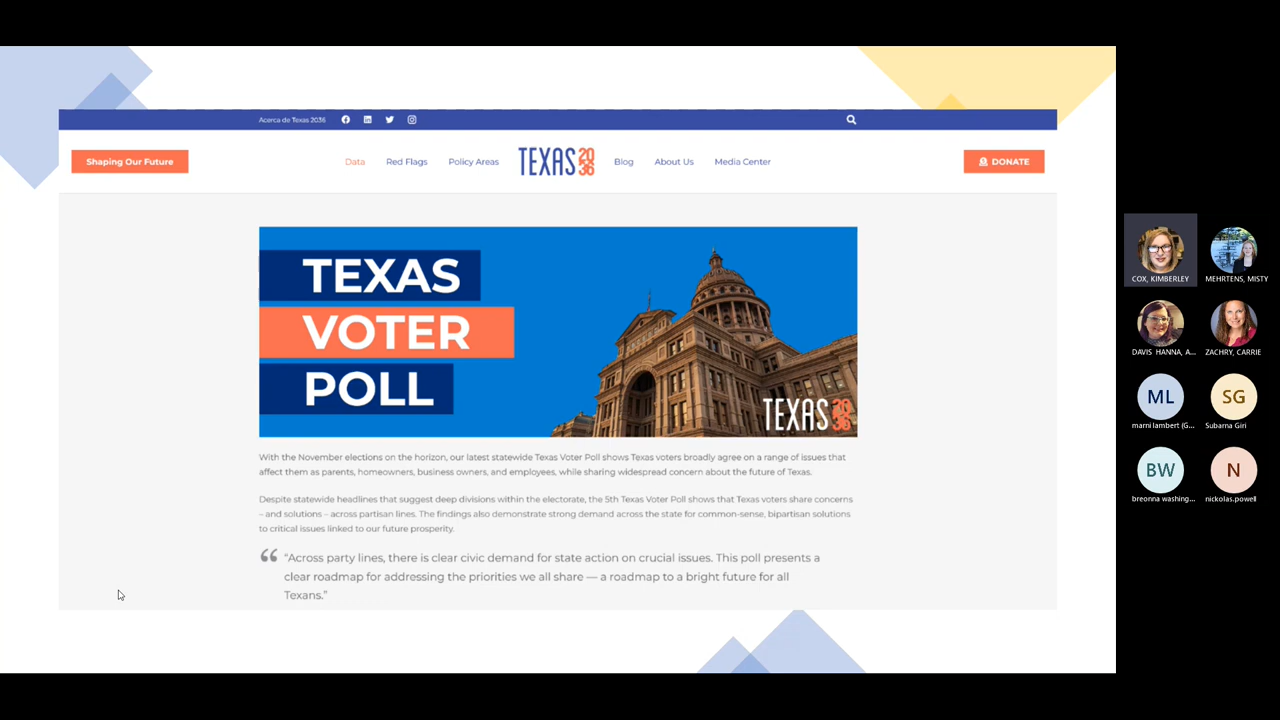 Acerca de Texas 2036
Shaping Our Future
Data
Red Flags
Policy Areas
TEXAS 2036
Blog
About Us
Media Center
DONATE
TEXAS
VOTER
POLL
TEXAS 2036
With the November elections on the horizon, our latest statewide Texas Voter Poll shows Texas voters broadly agree on a range of issues that
affect them as parents, homeowners, business owners, and employees, while sharing widespread concern about the future of Texas.
Despite statewide headlines that suggest deep divisions within the electorate, the 5th Texas Voter Poll shows that Texas voters share concerns
– and solutions – across partisan lines. The findings also demonstrate strong demand across the state for common-sense, bipartisan solutions
to critical issues linked to our future prosperity.
“Across party lines, there is clear civic demand for state action on crucial issues. This poll presents a
clear roadmap for addressing the priorities we all share — a roadmap to a bright future for all
Texans.”
COX, KIMBERLEY
MEHRTENS, MISTY
DAVIS HANNA, A...
ZACHRY, CARRIE
ML
SG
marni lambert (G...
Subarna Giri
BW
N
breonna washing...
nickolas.powell